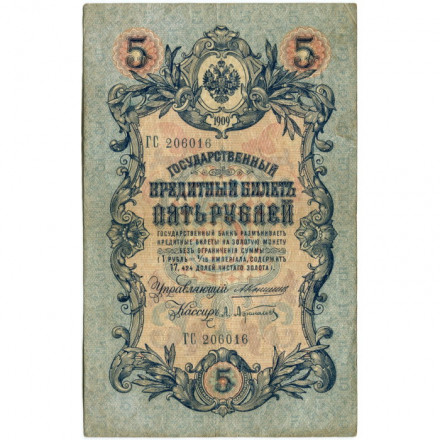 5 5
1909
ГС 206016
ГОСУДАРСТВЕННЫЙ
КРЕДИТНЫЙ БИЛЕТЪ
ПЯТЬ РУБЛЕЙ
ГОСУДАРСТВЕННЫЙ БАНКЪ РАЗМѢНИВАЕТЪ
КРЕДИТНЫЕ БИЛЕТЫ НА ЗОЛОТУЮ МОНЕТУ
БЕЗЪ ОГРАНИЧЕНІЯ СУММЫ
(1 РУБЛЬ = 1/15 ИМПЕРІАЛА, СОДЕРЖИТЪ
17,424 ДОЛЕЙ ЧИСТАГО ЗОЛОТА).
Управляющій
Кассиръ
ГС 206016
5